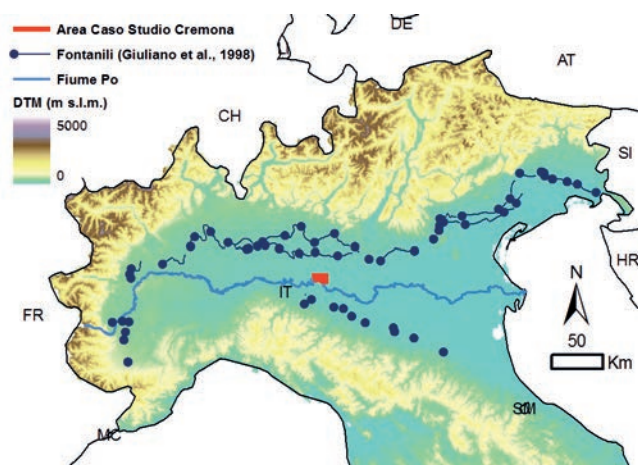 Area Caso Studio Cremona
Fontanili (Giuliano et al., 1998)
Fiume Po
DTM (m s.l.m.)
5000
0
DE
AT
CH
SI
HR
FR
IT
N
50
Km
MC